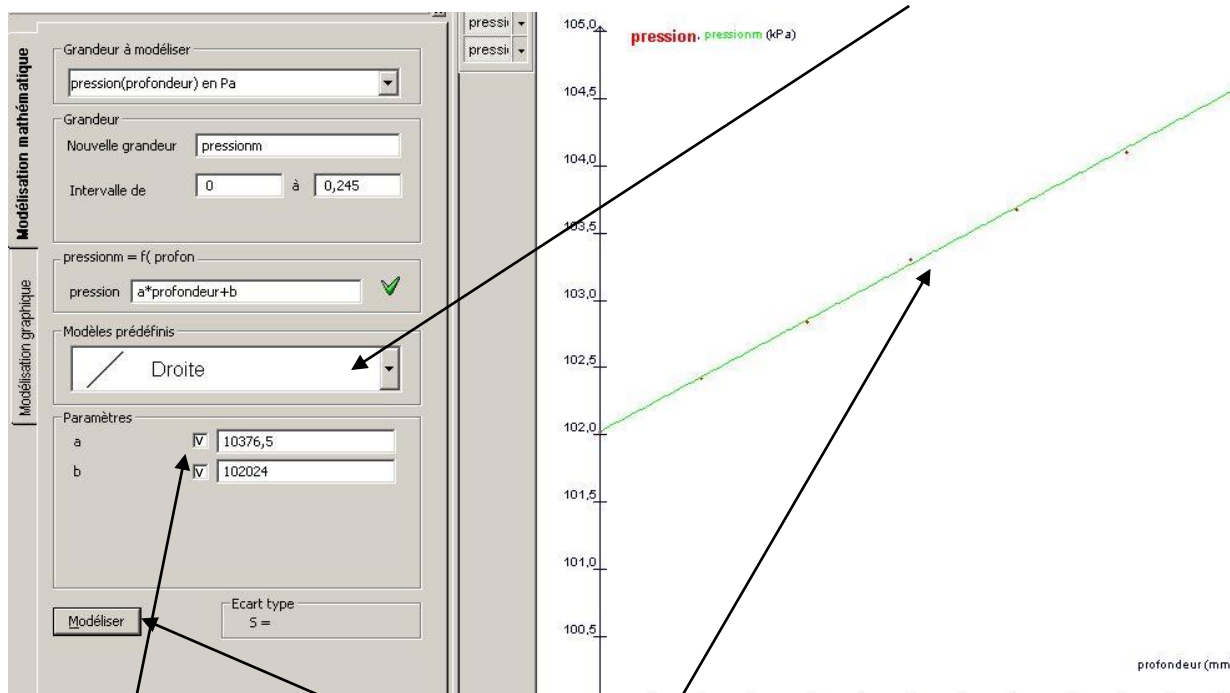 Modélisation mathématique
Modélisation graphique
Grandeur à modéliser
pression(profondeur) en Pa
Grandeur
Nouvelle grandeur pressionm
Intervalle de 0 à 0,245
pressionm = f( profon
pression a*profondeur+b
Modèles prédéfinis
Droite
Paramètres
a V 10376,5
b V 102024
Modéliser
Ecart type
S =
pressi
pressi
pression. pressionm (kPa)
105,0
104,5
104,0
103,5
103,0
102,5
102,0
101,5
101,0
100,5
profondeur (mm